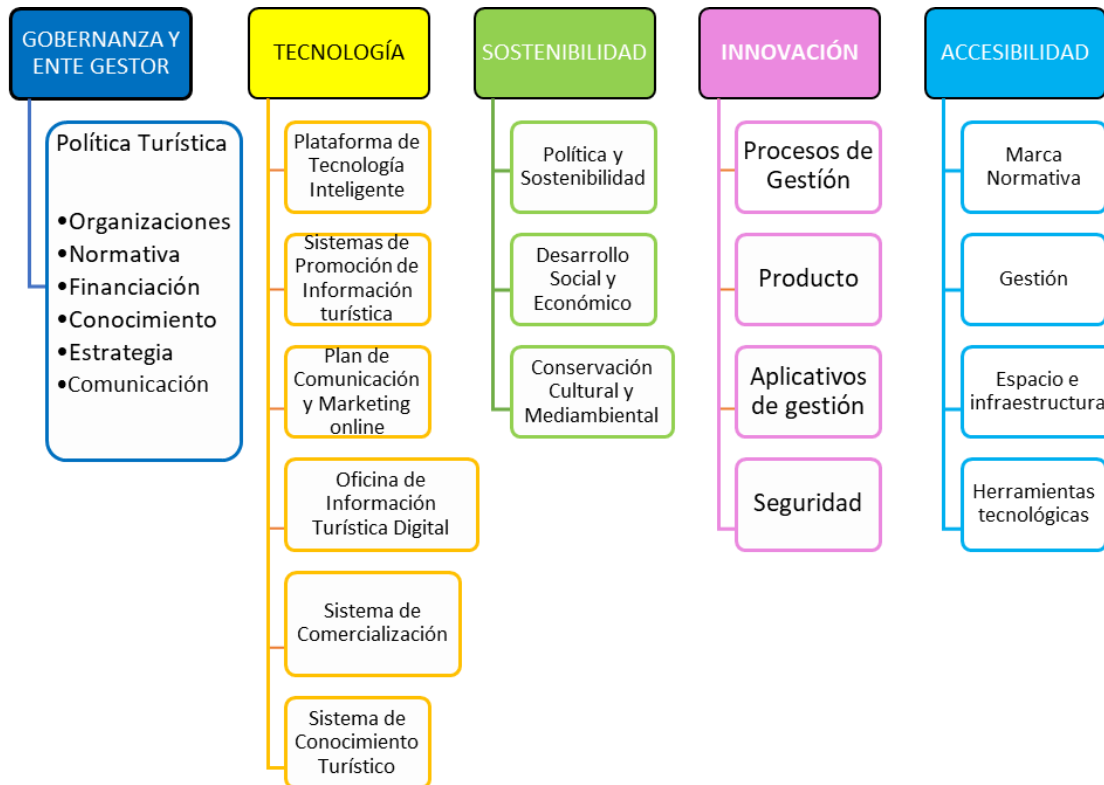 GOBERNANZA Y
ENTE GESTOR
Política Turística
•Organizaciones
•Normativa
•Financiación
•Conocimiento
•Estrategia
•Comunicación
TECNOLOGÍA
Plataforma de
Tecnología
Inteligente
Sistemas de
Promoción de
Información
turística
Plan de
Comunicación
y Marketing
online
Oficina de
Información
Turística Digital
Sistema de
Comercialización
Sistema de
Conocimiento
Turístico
SOSTENIBILIDAD
Política y
Sostenibilidad
Desarrollo
Social y
Económico
Conservación
Cultural y
Mediambiental
INNOVACIÓN
Procesos de
Gestíón
Producto
Aplicativos
de gestión
Seguridad
ACCESIBILIDAD
Marca
Normativa
Gestión
Espacio e
infraestructura
Herramientas
tecnológicas